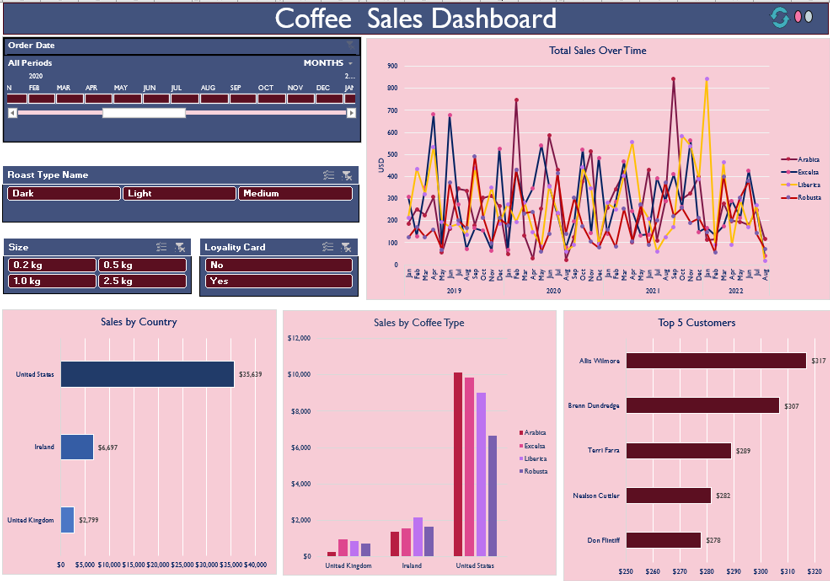 Coffee Sales Dashboard
Order Date
All Periods MONTHS
2020 2...
N FEB MAR APR MAY JUN JUL AUG SEP OCT NOV DEC JAN
Roast Type Name
Dark Light Medium
Size
0.2 kg 0.5 kg
1.0 kg 2.5 kg
Loyality Card
No
Yes
Total Sales Over Time
USD
900
800
700
600
500
400
300
200
100
0
Jan Feb Mar Apr May Jun Jul Aug Sep Oct Nov Dec Jan Feb Mar Apr May Jun Jul Aug Sep Oct Nov Dec Jan Feb Mar Apr May Jun Jul Aug Sep Oct Nov Dec Jan Feb Mar Apr May Jun Jul Aug
2019 2020 2021 2022
Arabica
Excelsa
Liberica
Robusta
Sales by Country
United States $35,639
Ireland $6,697
United Kingdom $2,799
$0 $5,000 $10,000 $15,000 $20,000 $25,000 $30,000 $35,000 $40,000
Sales by Coffee Type
$12,000
$10,000
$8,000
$6,000
$4,000
$2,000
$0
United Kingdom Ireland United States
Arabica
Excelsa
Liberica
Robusta
Top 5 Customers
Allis Wilmore $317
Brenn Dundredge $307
Terri Farra $289
Nealson Cuttler $282
Don Flintiff $278
$250 $260 $270 $280 $290 $300 $310 $320